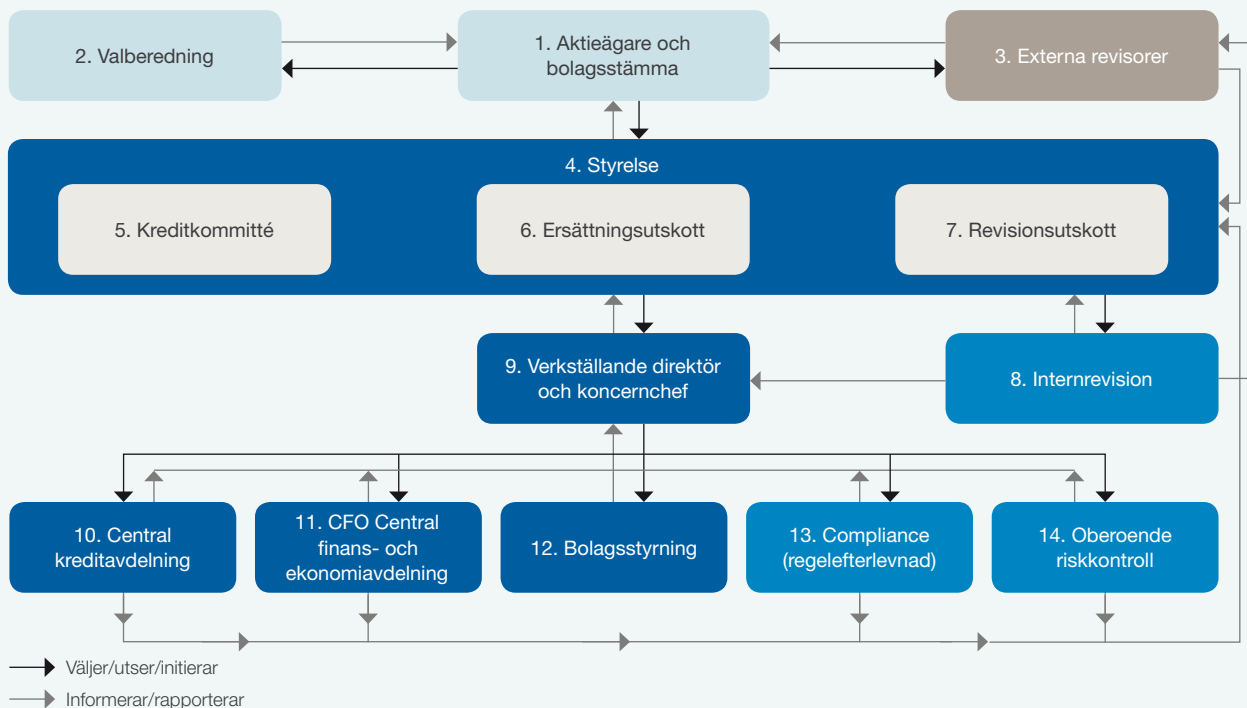 2. Valberedning
1. Aktieägare och
bolagsstämma
3. Externa revisorer
4. Styrelse
5. Kreditkommitté
6. Ersättningsutskott
7. Revisionsutskott
9. Verkställande direktör
och koncernchef
8. Internrevision
10. Central
kreditavdelning
11. CFO Central
finans- och
ekonomiavdelning
12. Bolagsstyrning
13. Compliance
(regelefterlevnad)
14. Oberoende
riskkontroll
Väljer/utser/initierar
Informerar/rapporterar